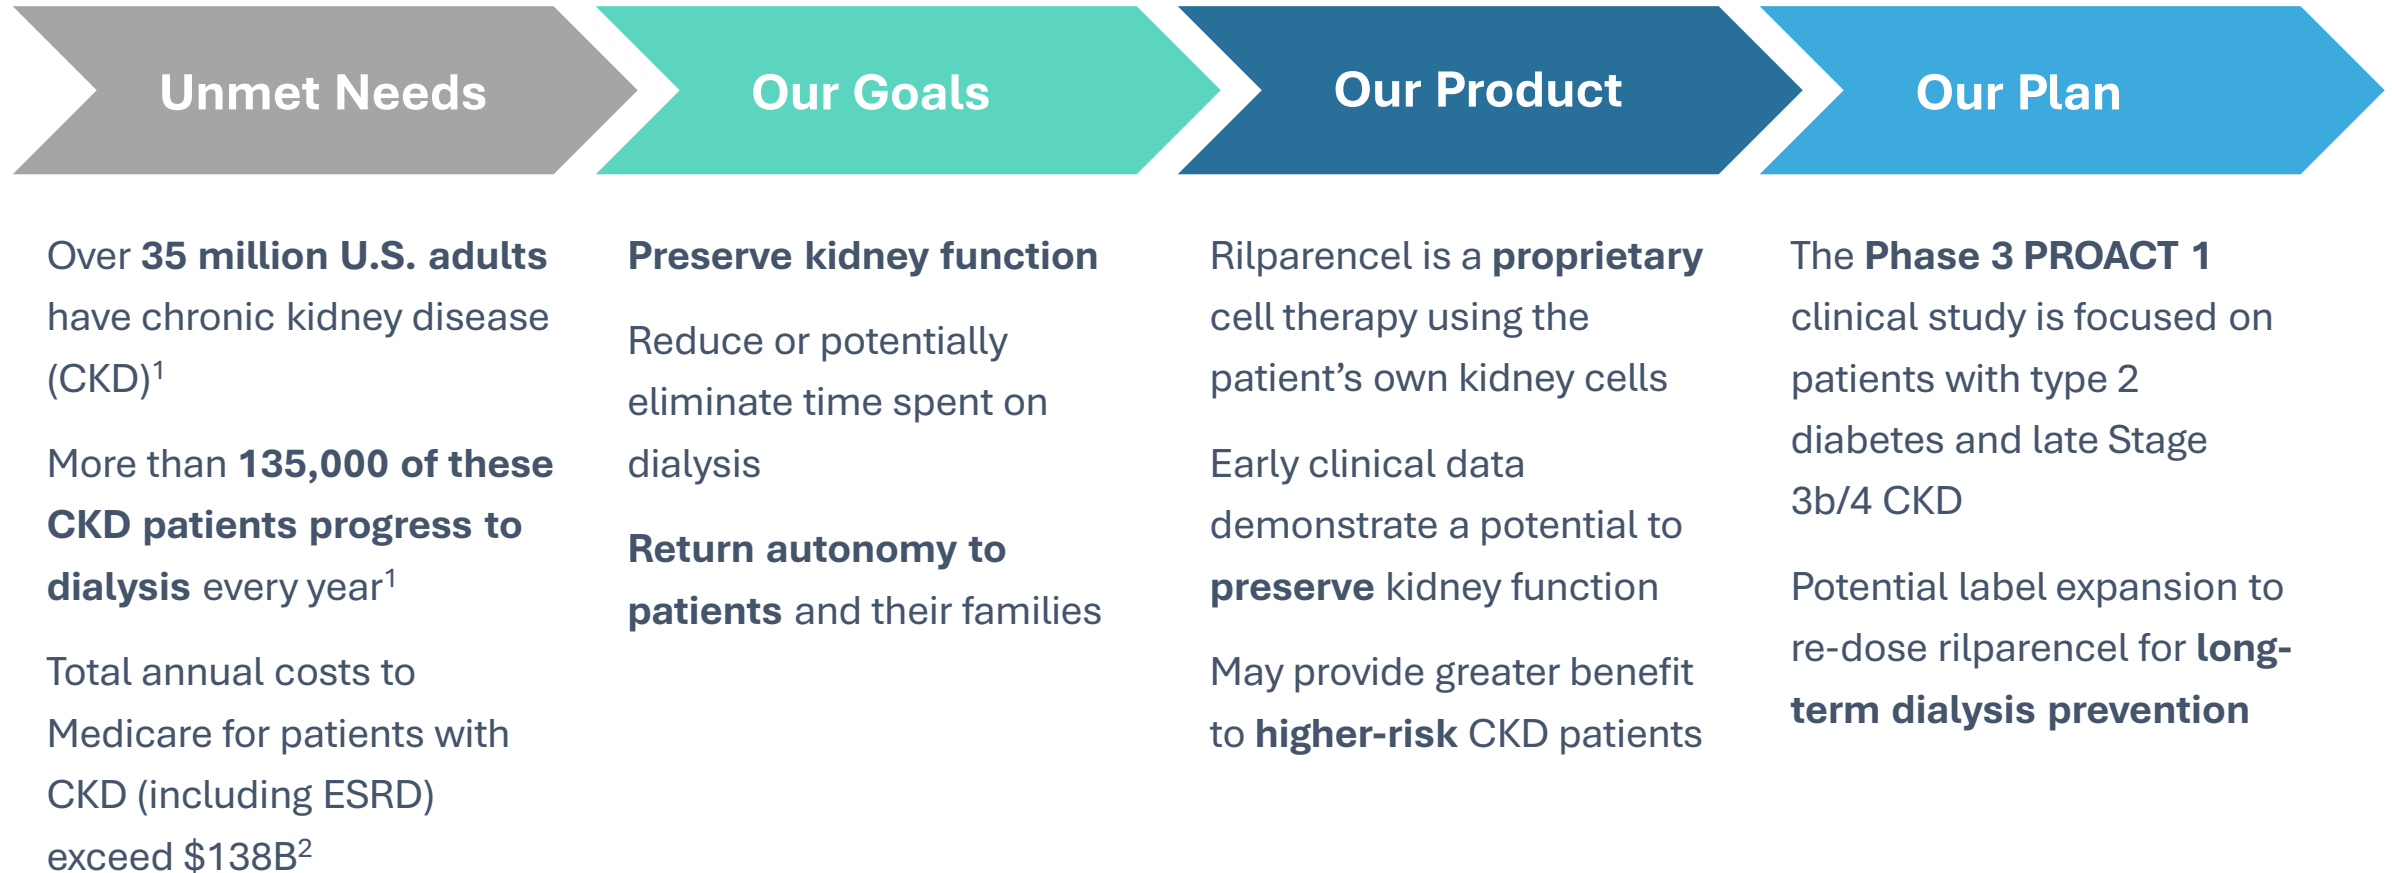 Unmet Needs
Over 35 million U.S. adults
have chronic kidney disease
(CKD)¹
More than 135,000 of these
CKD patients progress to
dialysis every year¹
Total annual costs to
Medicare for patients with
CKD (including ESRD)
exceed $138B²
Our Goals
Preserve kidney function
Reduce or potentially
eliminate time spent on
dialysis
Return autonomy to
patients and their families
Our Product
Rilparencel is a proprietary
cell therapy using the
patient’s own kidney cells
Early clinical data
demonstrate a potential to
preserve kidney function
May provide greater benefit
to higher-risk CKD patients
Our Plan
The Phase 3 PROACT 1
clinical study is focused on
patients with type 2
diabetes and late Stage
3b/4 CKD
Potential label expansion to
re-dose rilparencel for long-
term dialysis prevention